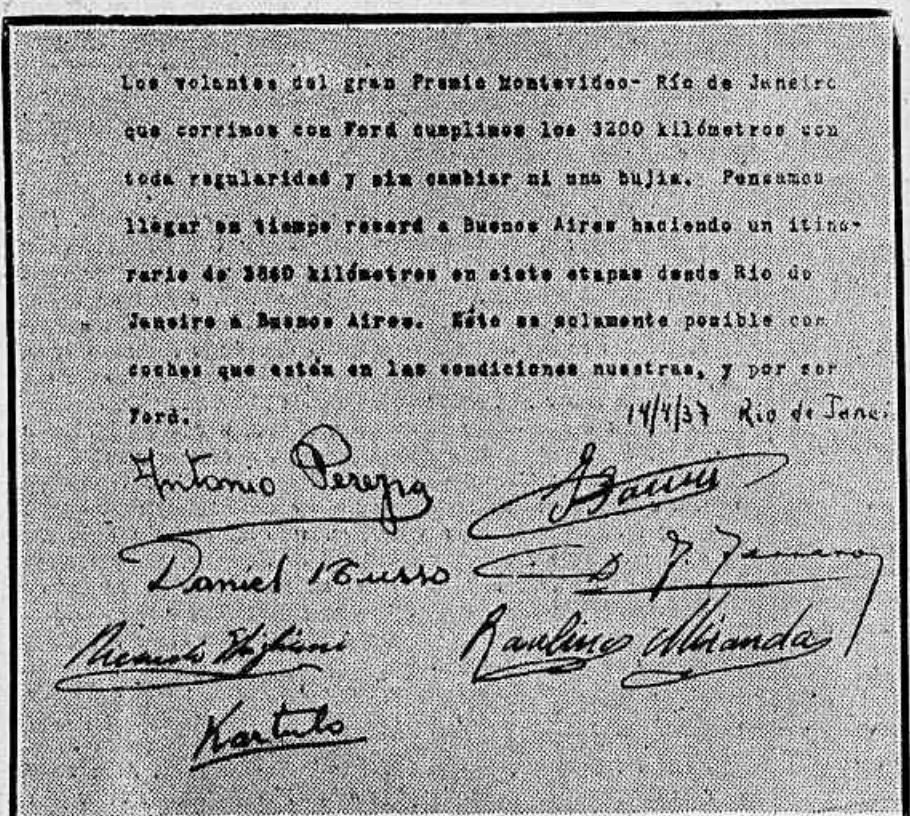 Los volantes del gran Premio Montevideo- Río de Janeiro
que corrimos con Ford cumplimos los 3200 kilómetros con
toda regularidad y sin cambiar ni una bujía. Pensamos
llegar en tiempo record a Buenos Aires haciendo un itine-
rario de 3860 kilómetros en siete etapas desde Rio de
Janeiro a Buenos Aires. Esto es solamente posible con
coches que estén en las condiciones nuestras, y por ser
Ford.
14/4/37 Rio de Janei
Antonio Pereyra
Daniel Musso
Raulino Miranda
Kartulo